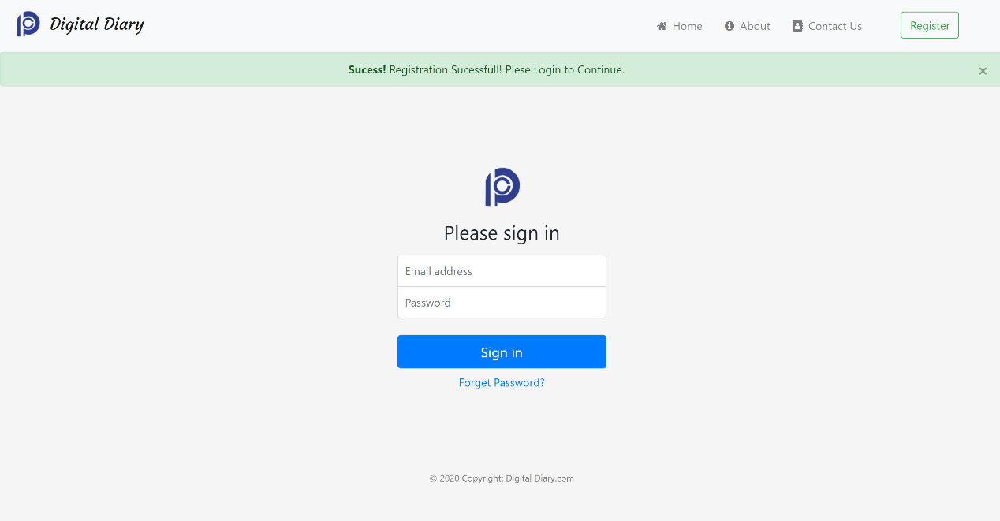 Digital Diary
Home
About
Contact Us
Register
Sucess! Registration Sucessfull! Plese Login to Continue.
×
Please sign in
Email address
Password
Sign in
Forget Password?
© 2020 Copyright: Digital Diary.com